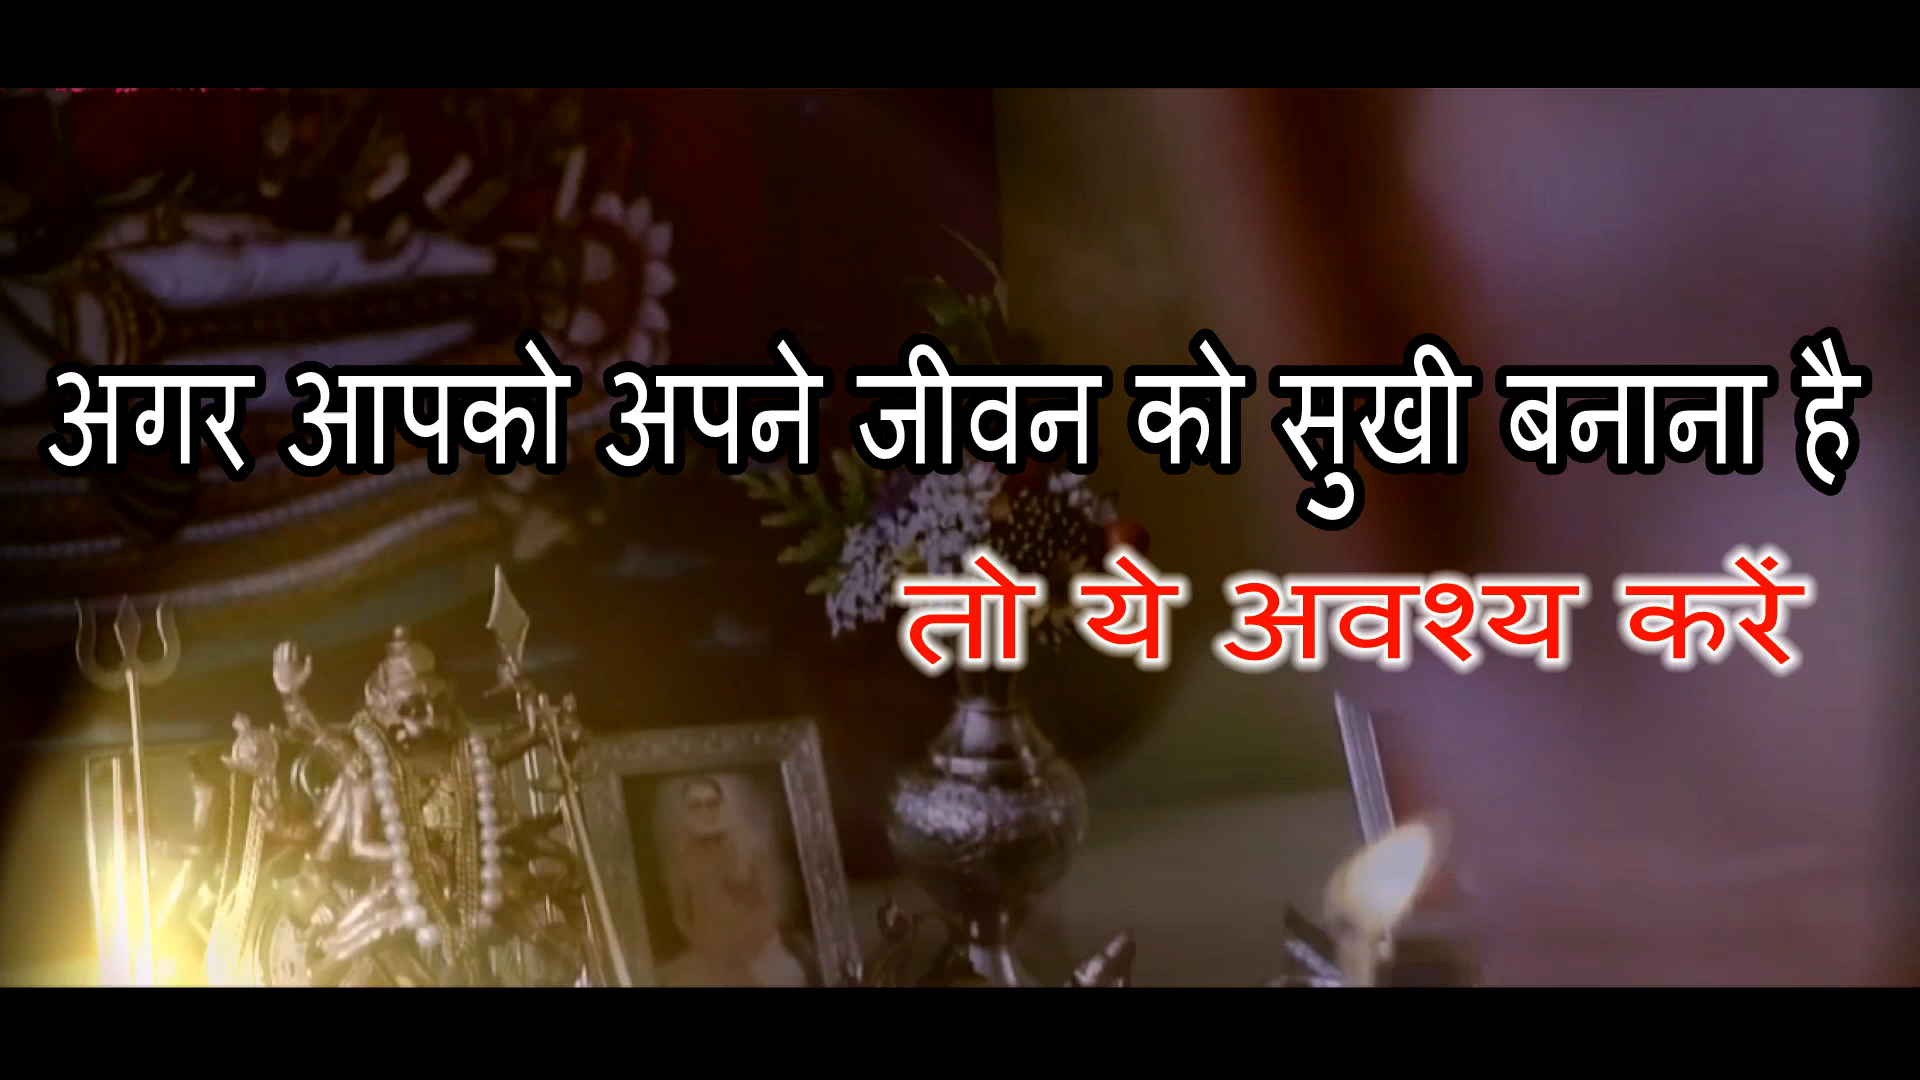 अगर आपको अपने जीवन को सुखी बनाना है
तो ये अवश्य करें